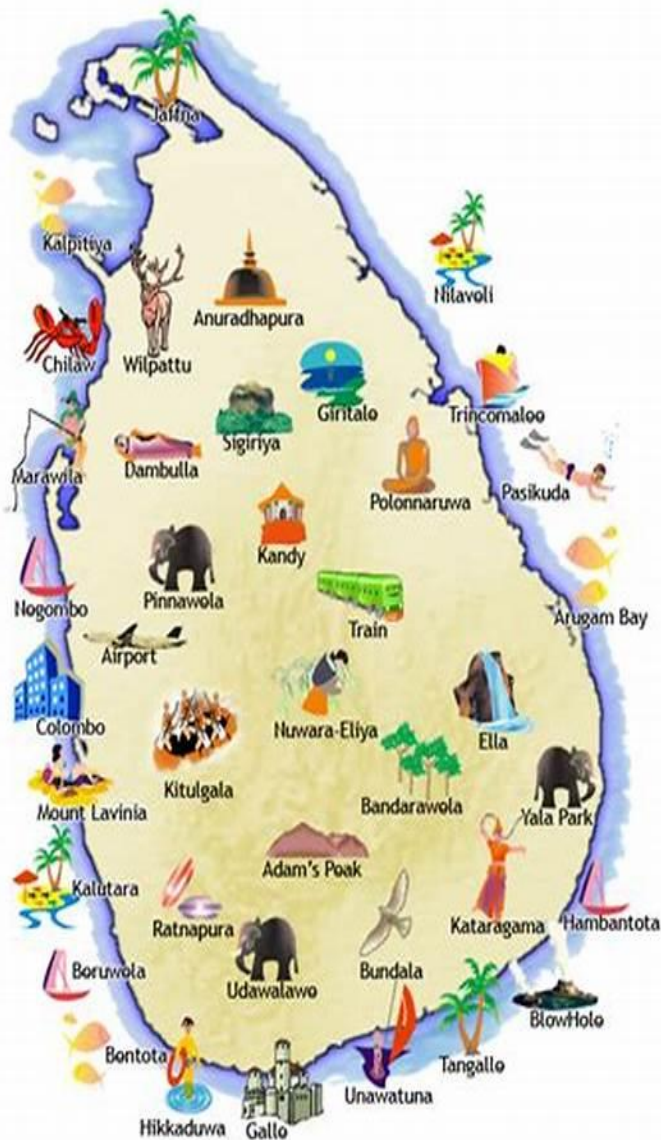 Jaffna
Kalpitiya
Nilavoli
Anuradhapura
Chilaw
Wilpattu
Giritalo
Trincomaloo
Sigiriya
Dambulla
Marawila
Polonnaruwa
Pasikuda
Kandy
Pinnawola
Nogombo
Train
Arugam Bay
Airport
Colombo
Nuwara-Eliya
Ella
Kitulgala
Mount Lavinia
Bandarawola
Yala Park
Adam's Poak
Kalutara
Ratnapura
Kataragama
Hambantota
Boruwola
Udawalawo
Bundala
BlowHolo
Bontota
Tangallo
Unawatuna
Hikkaduwa
Gallo